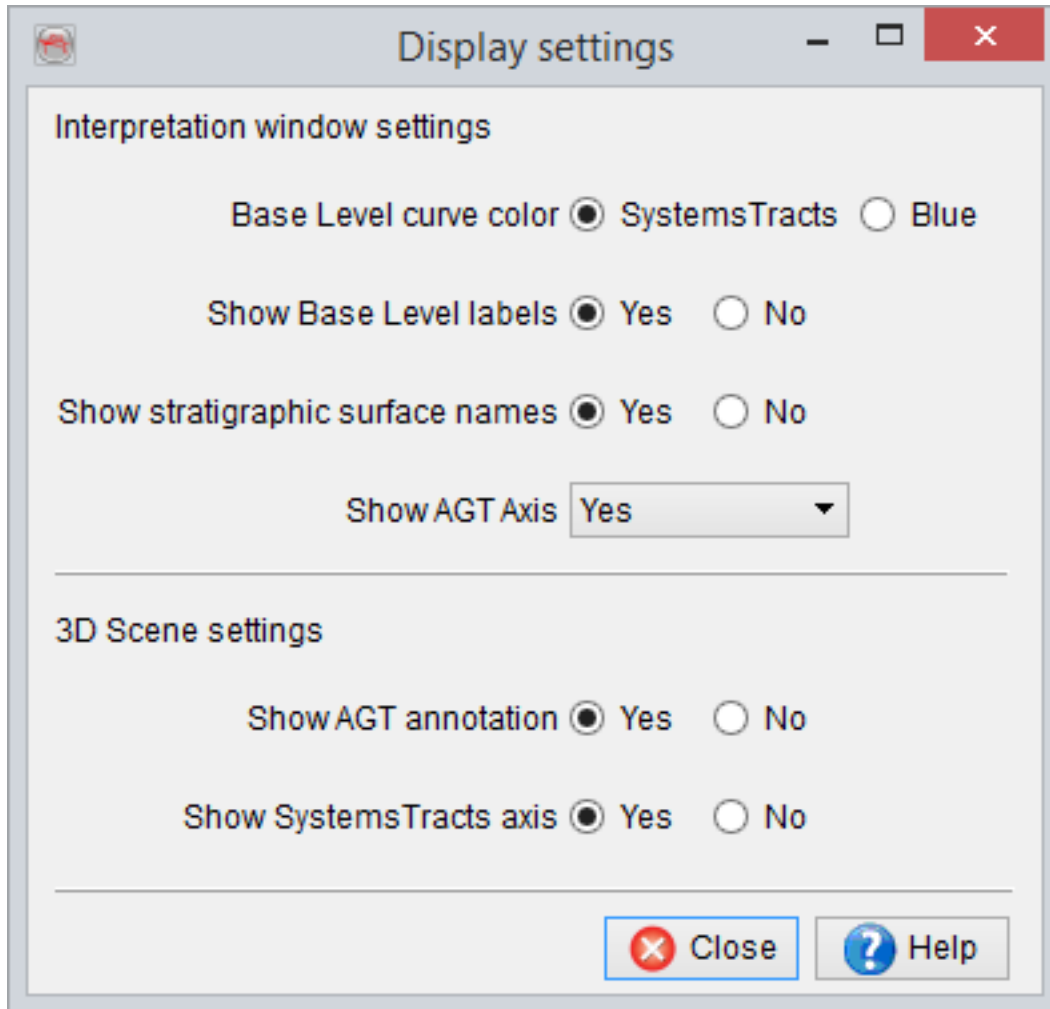 Display settings
Interpretation window settings
Base Level curve color SystemsTracts Blue
Show Base Level labels Yes No
Show stratigraphic surface names Yes No
Show AGT Axis Yes
3D Scene settings
Show AGT annotation Yes No
Show SystemsTracts axis Yes No
Close Help